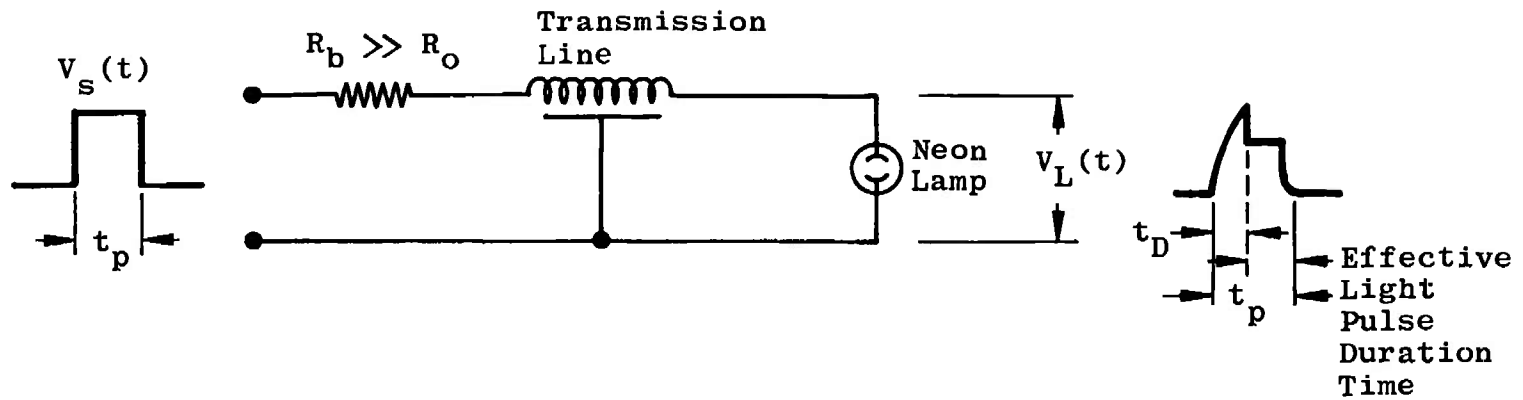 V_s(t)
t_p
R_b >> R_o
Transmission
Line
Neon
Lamp
V_L(t)
t_D
t_p
Effective
Light
Pulse
Duration
Time